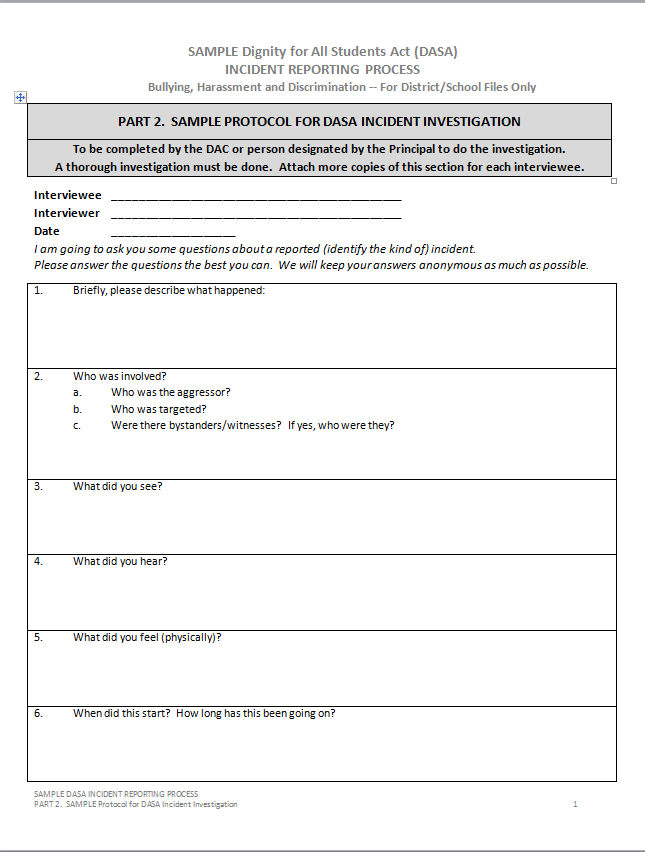 SAMPLE Dignity for All Students Act (DASA)
INCIDENT REPORTING PROCESS
Bullying, Harassment and Discrimination -- For District/School Files Only
PART 2. SAMPLE PROTOCOL FOR DASA INCIDENT INVESTIGATION
To be completed by the DAC or person designated by the Principal to do the investigation.
A thorough investigation must be done. Attach more copies of this section for each interviewee.
Interviewee ____________________________________________
Interviewer ____________________________________________
Date ___________________
I am going to ask you some questions about a reported (identify the kind of) incident.
Please answer the questions the best you can. We will keep your answers anonymous as much as possible.
1. Briefly, please describe what happened:
2. Who was involved?
a. Who was the aggressor?
b. Who was targeted?
c. Were there bystanders/witnesses? If yes, who were they?
3. What did you see?
4. What did you hear?
5. What did you feel (physically)?
6. When did this start? How long has this been going on?
SAMPLE DASA INCIDENT REPORTING PROCESS
PART 2. SAMPLE Protocol for DASA Incident Investigation 1